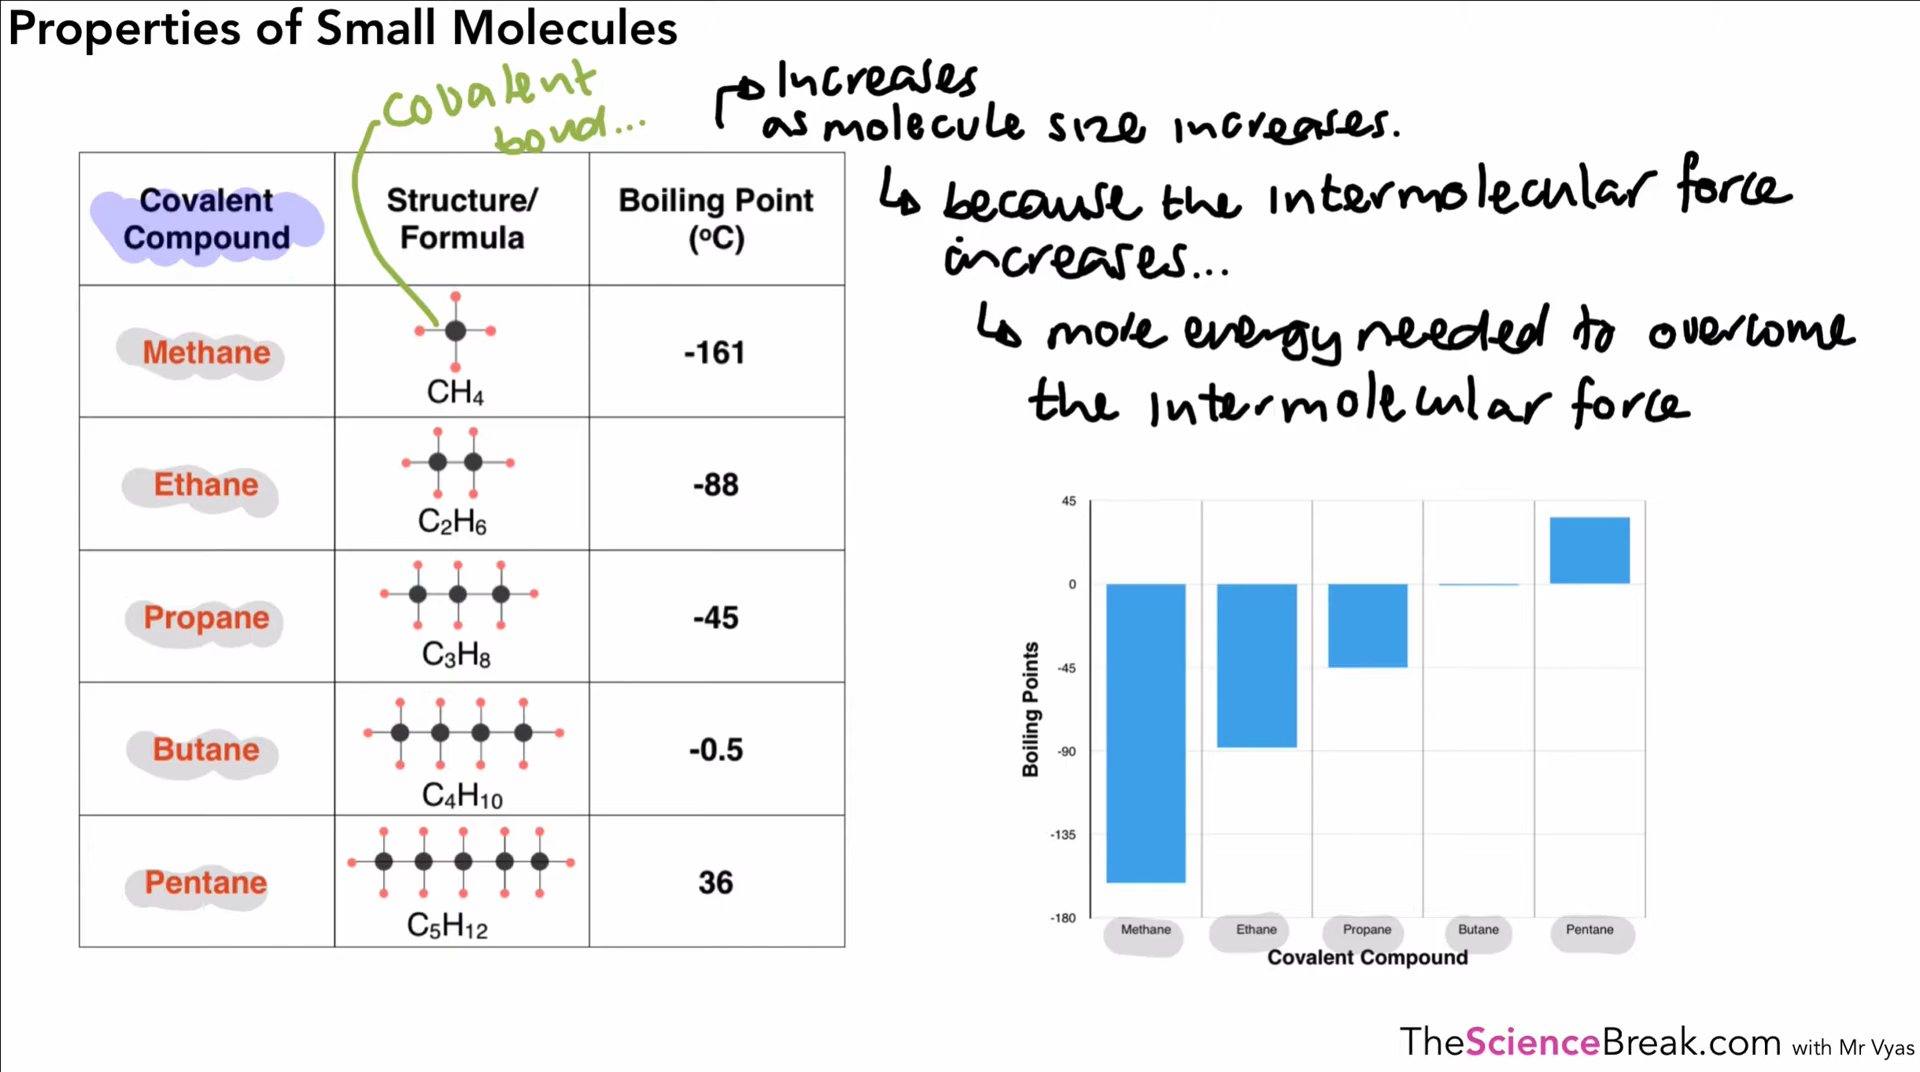 Properties of Small Molecules
covalent
bond...
Increases
as molecule size increases.
because the intermolecular force
increases...
more energy needed to overcome
the intermolecular force
Covalent Compound
Structure/ Formula
Boiling Point (ºC)
Methane
CH₄
-161
Ethane
C₂H₆
-88
Propane
C₃H₈
-45
Butane
C₄H₁₀
-0.5
Pentane
C₅H₁₂
36
Boiling Points
45
0
-45
-90
-135
-180
Methane Ethane Propane Butane Pentane
Covalent Compound
TheScienceBreak.com with Mr Vyas